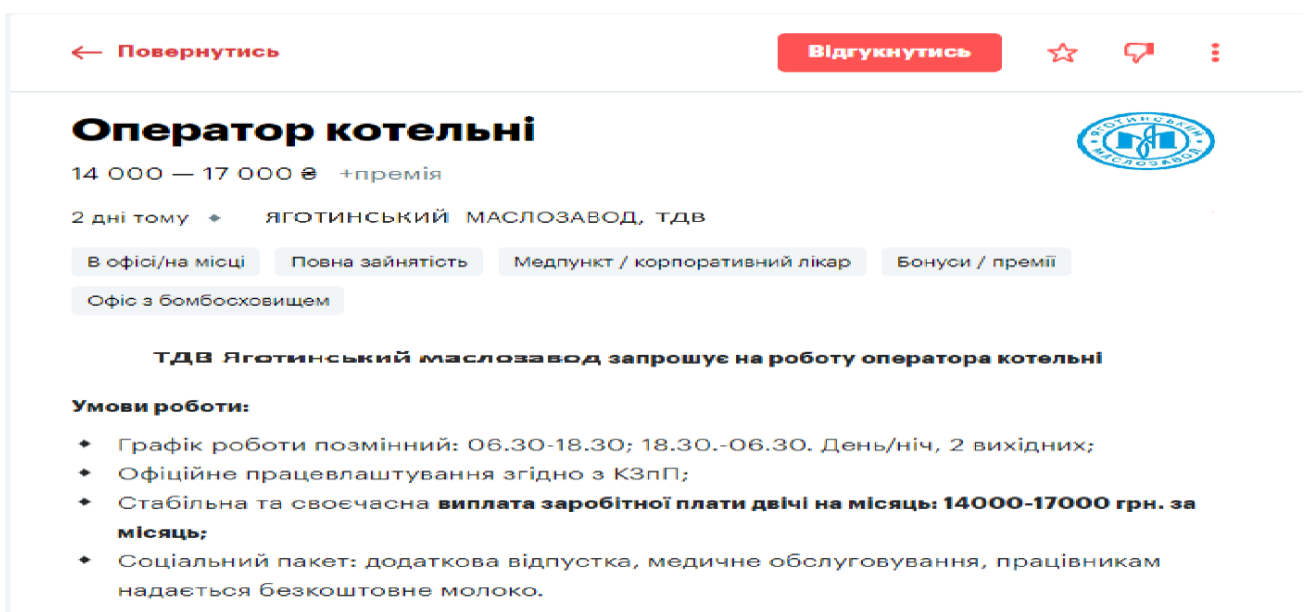 ← Повернутись
Відгукнутись
Оператор котельні
ЯГОТИНСЬКИЙ МАСЛОЗАВОД
14 000 — 17 000 ₴ +премія
2 дні тому ЯГОТИНСЬКИЙ МАСЛОЗАВОД, ТДВ
В офісі/на місці Повна зайнятість Медпункт / корпоративний лікар Бонуси / премії
Офіс з бомбосховищем
ТДВ Яготинський маслозавод запрошує на роботу оператора котельні
Умови роботи:
Графік роботи позмінний: 06.30-18.30; 18.30.-06.30. День/ніч, 2 вихідних;
Офіційне працевлаштування згідно з КЗпП;
Стабільна та своєчасна виплата заробітної плати двічі на місяць: 14000-17000 грн. за
місяць;
Соціальний пакет: додаткова відпустка, медичне обслуговування, працівникам
надається безкоштовне молоко.